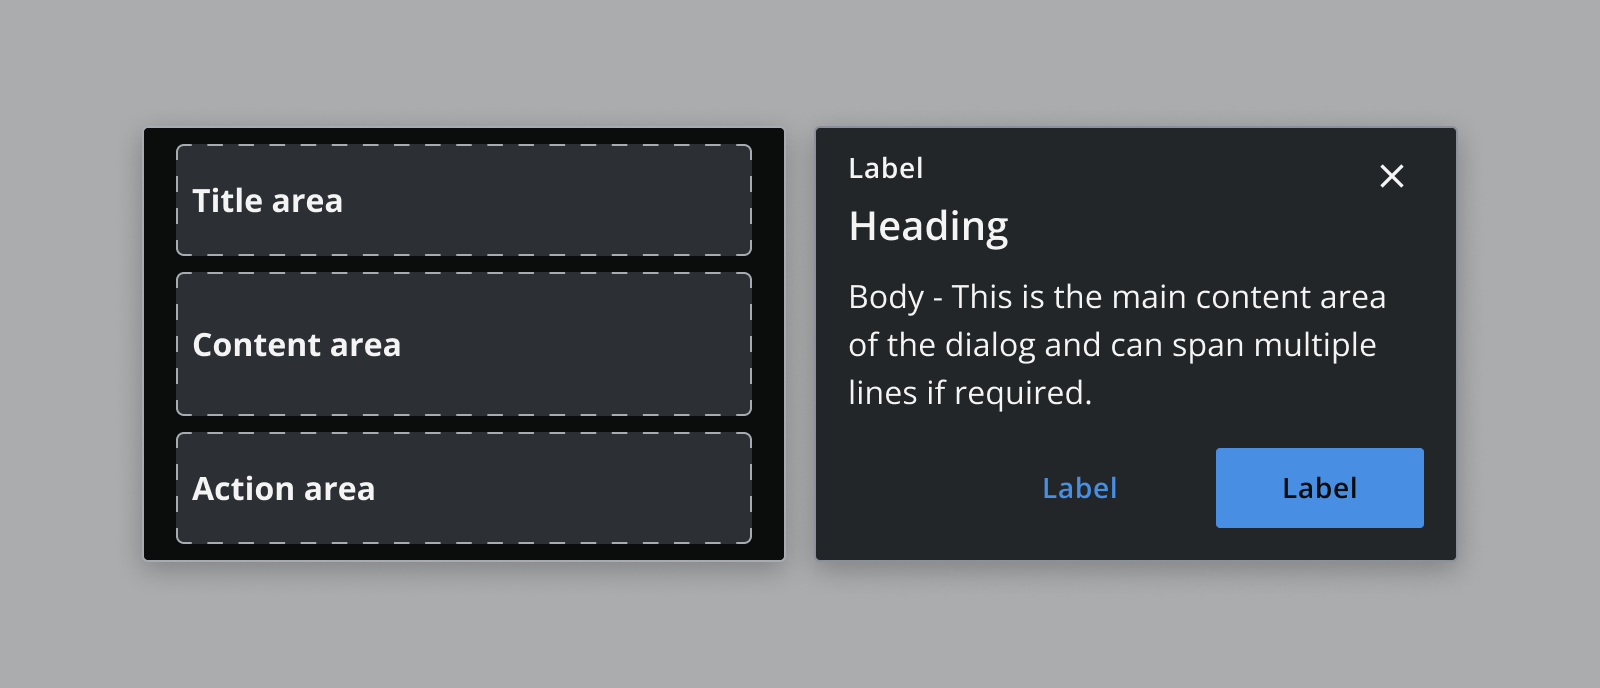 Title area
Content area
Action area
Label
Heading
Body - This is the main content area
of the dialog and can span multiple
lines if required.
Label
Label